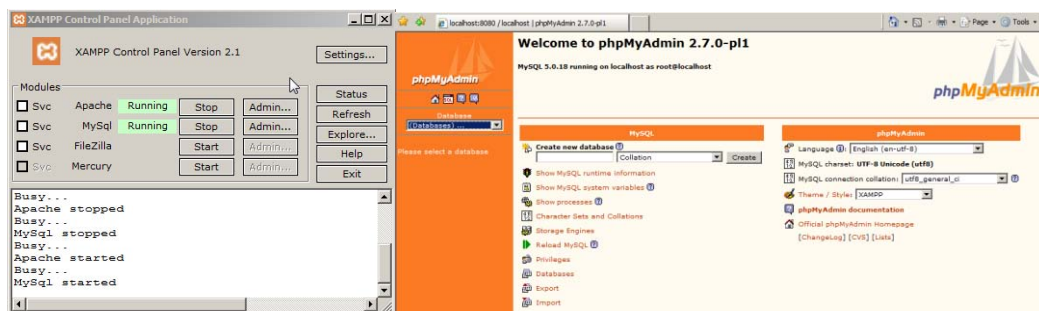 XAMPP Control Panel Application
XAMPP Control Panel Version 2.1
Settings...
Modules
Svc Apache Running Stop Admin...
Svc MySql Running Stop Admin...
Svc FileZilla Start Admin...
Svc Mercury Start Admin...
Status
Refresh
Explore...
Help
Exit
Busy...
Apache stopped
Busy...
MySql stopped
Busy...
Apache started
Busy...
MySql started
localhost:8080 / localhost | phpMyAdmin 2.7.0-pl1
Page
Tools
phpMyAdmin
Database
(Databases) ...
Please select a database
Welcome to phpMyAdmin 2.7.0-pl1
MySQL 5.0.18 running on localhost as root@localhost
phpMyAdmin
MySQL
Create new database
Collation
Create
Show MySQL runtime information
Show MySQL system variables
Show processes
Character Sets and Collations
Storage Engines
Reload MySQL
Privileges
Databases
Export
Import
phpMyAdmin
Language : English (en-utf-8)
MySQL charset: UTF-8 Unicode (utf8)
MySQL connection collation: utf8_general_ci
Theme / Style: XAMPP
phpMyAdmin documentation
Official phpMyAdmin Homepage
[ChangeLog] [CVS] [Lists]